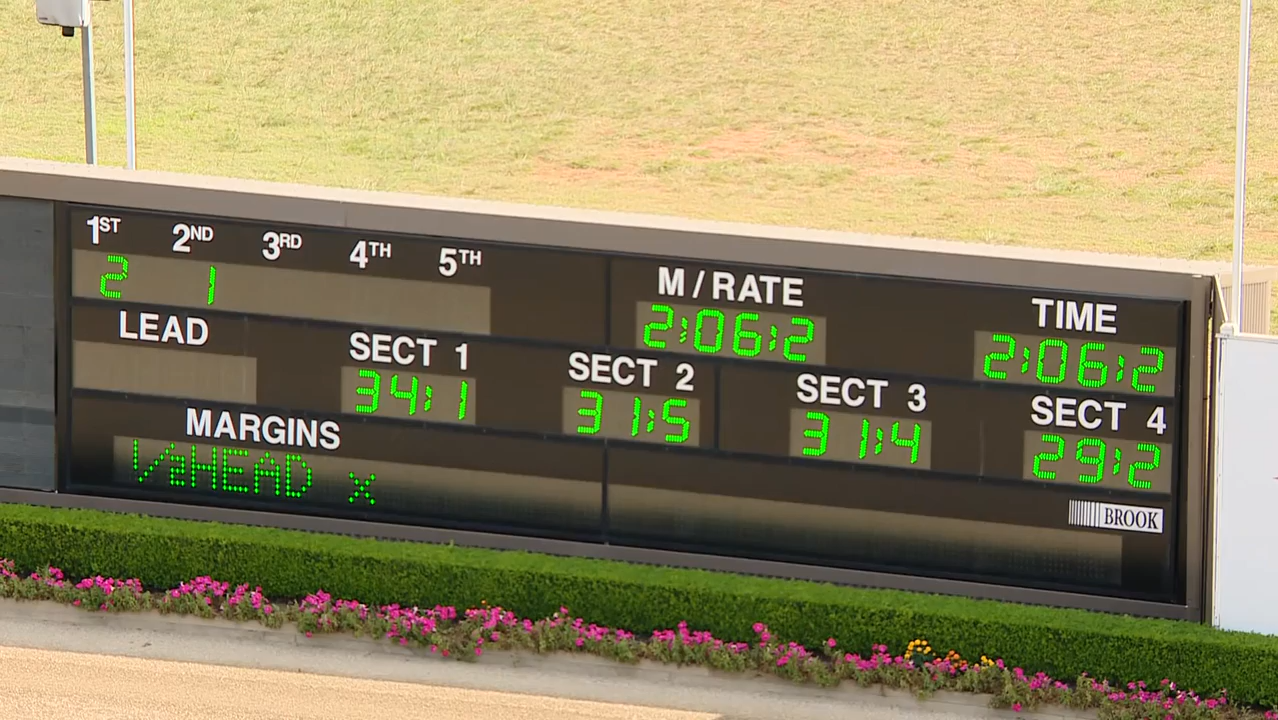 1ST 2ND 3RD 4TH 5TH
2 1
M/RATE
2:06:2
TIME
2:06:2
LEAD
SECT 1
34:1
SECT 2
31:5
SECT 3
31:4
SECT 4
29:2
MARGINS
1/2HEAD x
BROOK